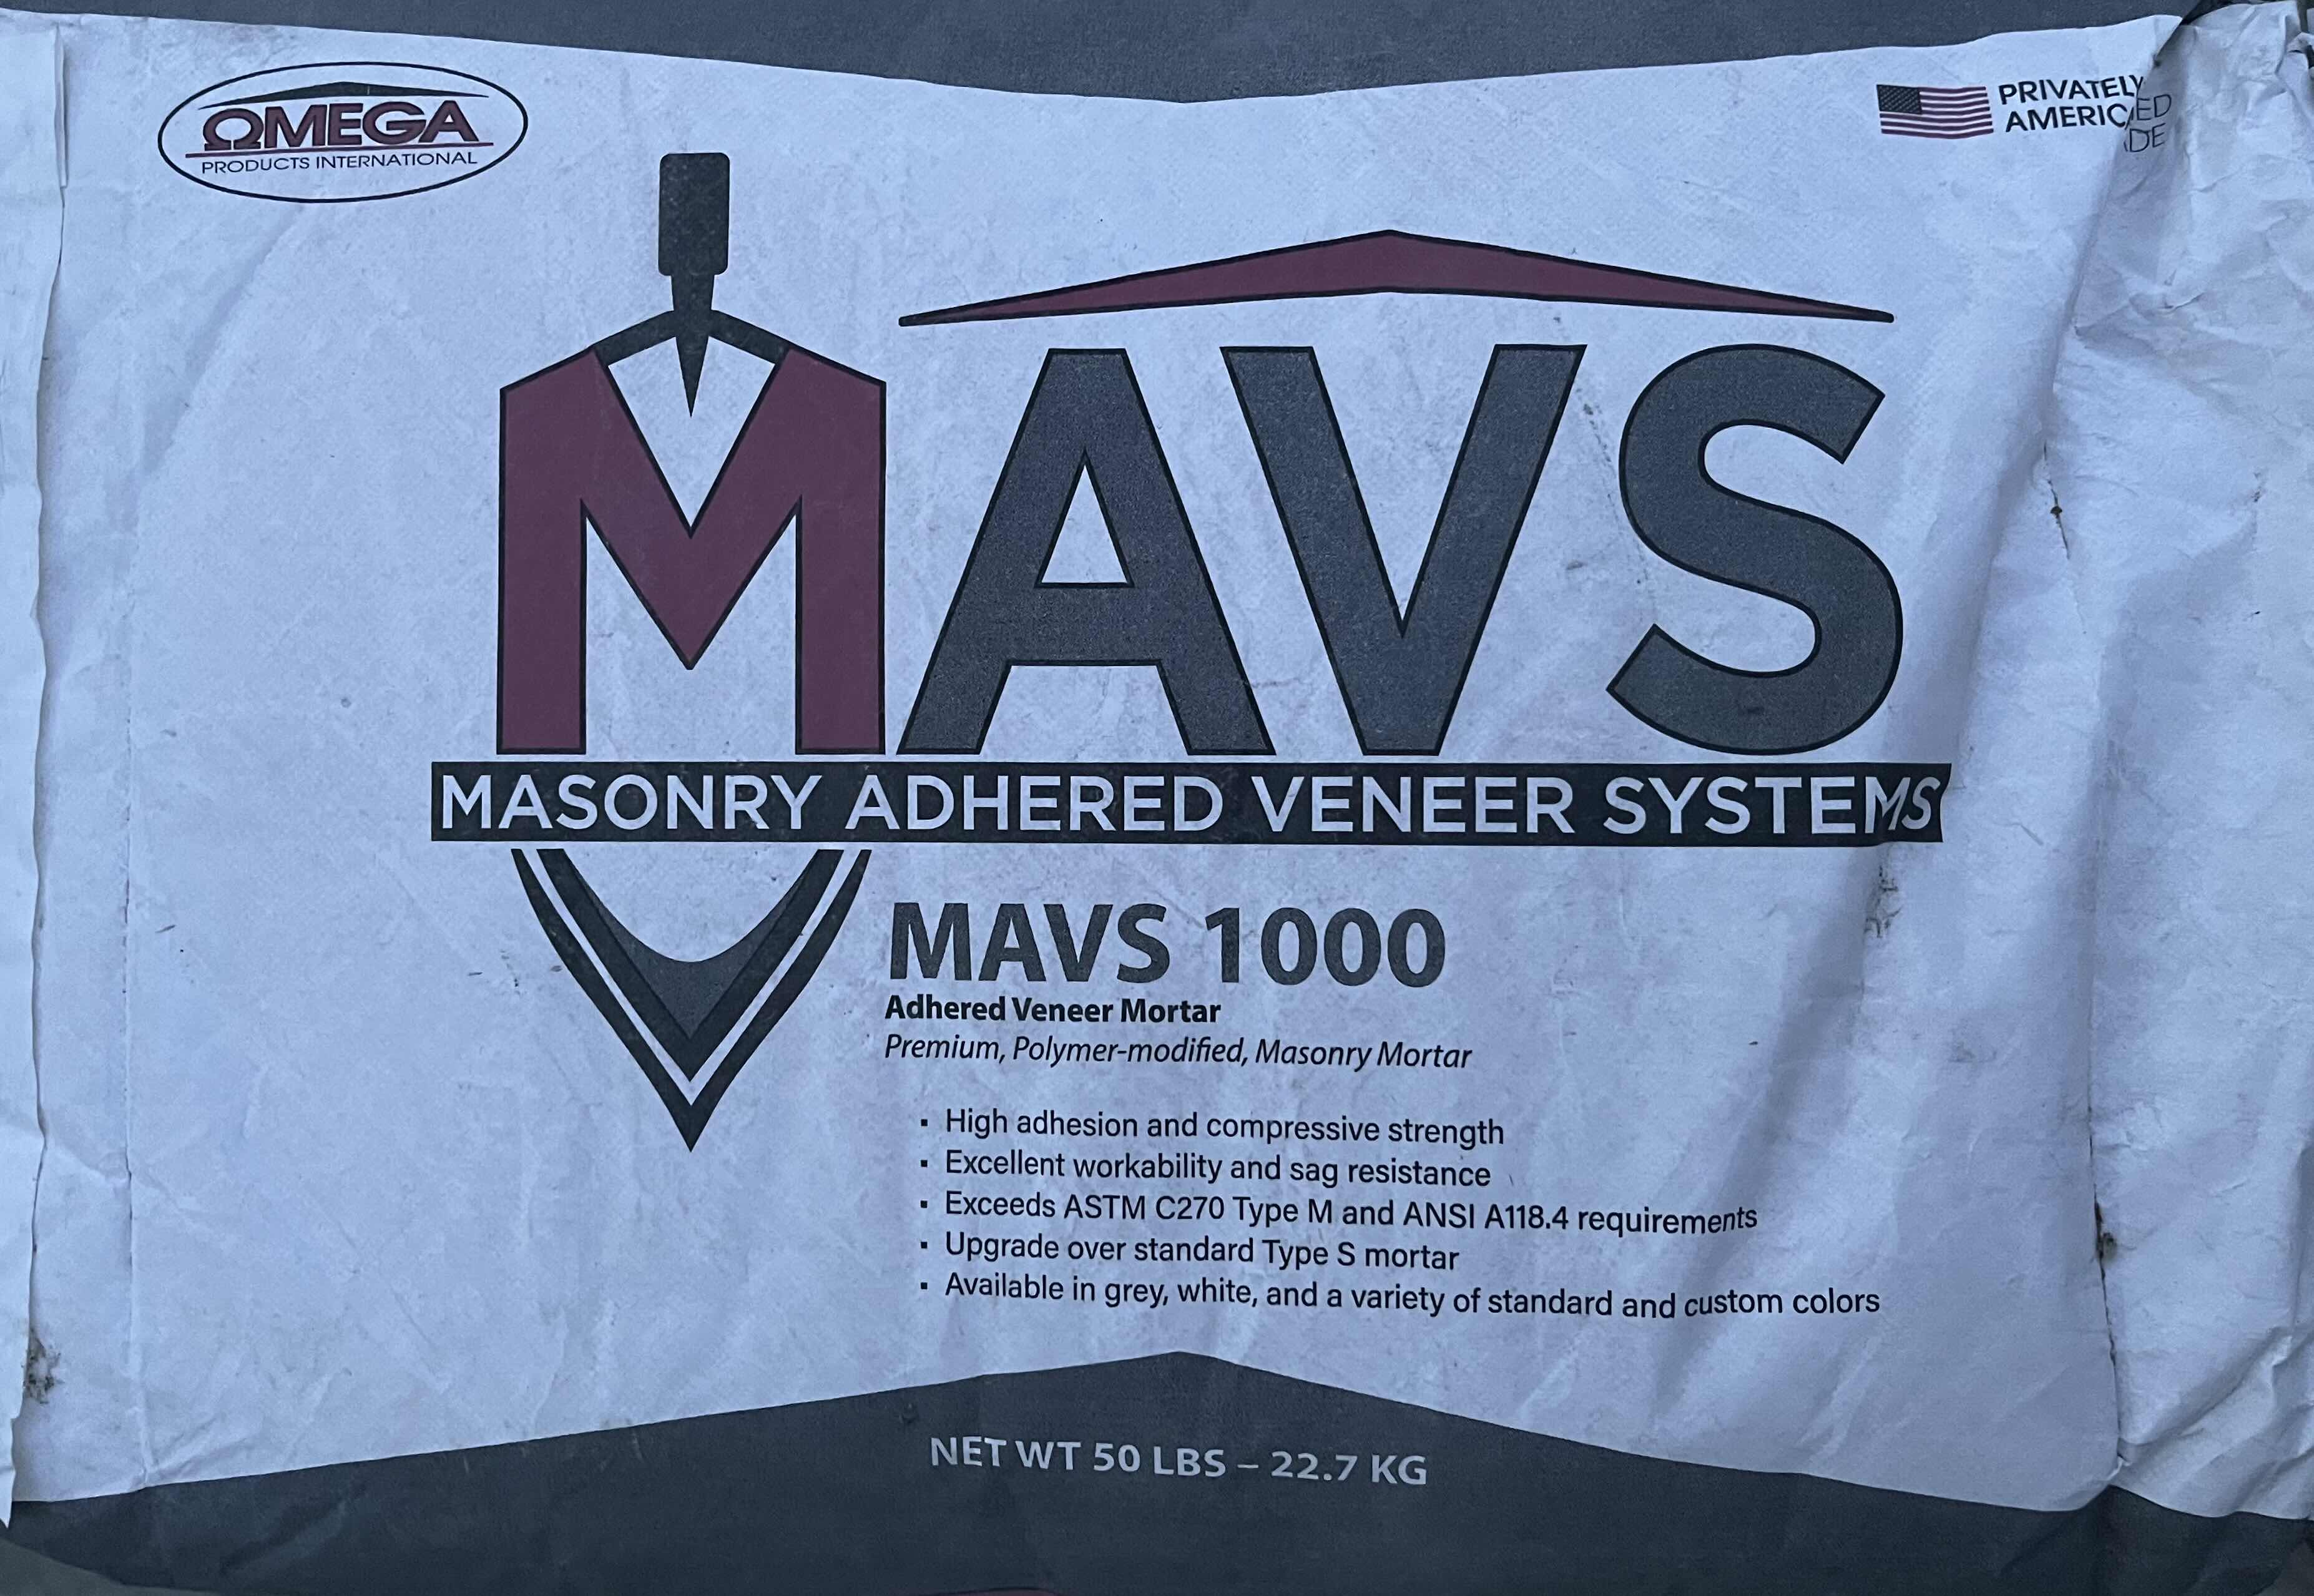 ΩMEGA
PRODUCTS INTERNATIONAL
PRIVATELY
AMERIC
MAVS
MASONRY ADHERED VENEER SYSTEMS
MAVS 1000
Adhered Veneer Mortar
Premium, Polymer-modified, Masonry Mortar
▪ High adhesion and compressive strength
▪ Excellent workability and sag resistance
▪ Exceeds ASTM C270 Type M and ANSI A118.4 requirements
▪ Upgrade over standard Type S mortar
▪ Available in grey, white, and a variety of standard and custom colors
NET WT 50 LBS – 22.7 KG